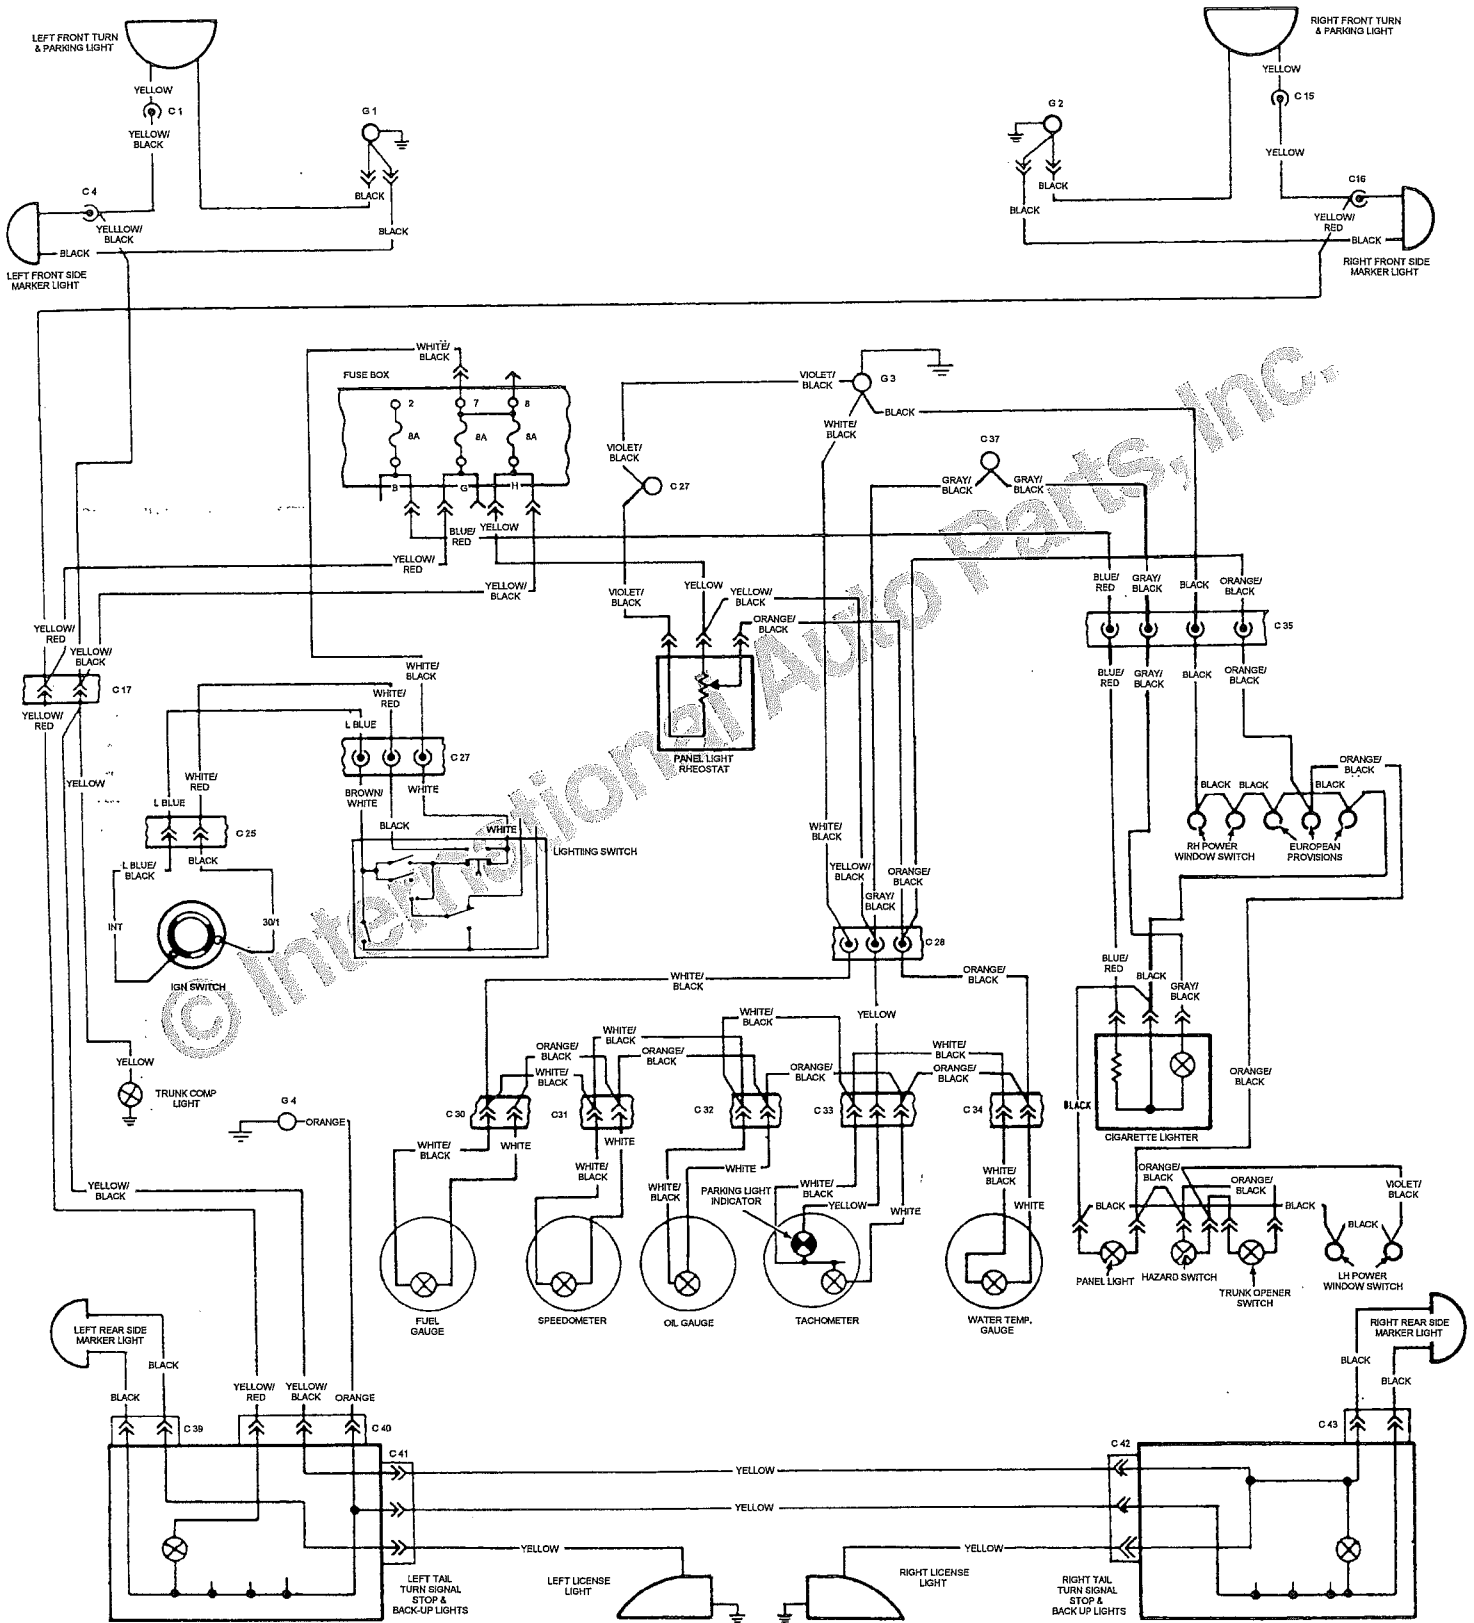 LEFT FRONT TURN
& PARKING LIGHT
YELLOW
C 1
YELLOW/
BLACK
G 1
BLACK
C 4
YELLLOW/
BLACK
BLACK
BLACK
LEFT FRONT SIDE
MARKER LIGHT
RIGHT FRONT TURN
& PARKING LIGHT
YELLOW
C 15
G 2
YELLOW
BLACK
C16
BLACK
YELLOW/
RED
BLACK
RIGHT FRONT SIDE
MARKER LIGHT
WHITE/
BLACK
FUSE BOX
2
7
8
8A
8A
8A
B
G
H
BLUE/
RED
YELLOW
YELLOW/
RED
YELLOW/
BLACK
VIOLET/
BLACK
G 3
VIOLET/
BLACK
C 27
WHITE/
BLACK
BLACK
C 37
GRAY/
BLACK
GRAY/
BLACK
VIOLET/
BLACK
YELLOW
YELLOW/
BLACK
ORANGE/
BLACK
BLUE/
RED
GRAY/
BLACK
BLACK
ORANGE/
BLACK
C 35
BLUE/
RED
GRAY/
BLACK
BLACK
ORANGE/
BLACK
YELLOW/
RED
YELLOW/
BLACK
C 17
YELLOW/
RED
YELLOW
WHITE/
BLACK
WHITE/
RED
L BLUE
C 27
BROWN/
WHITE
WHITE
BLACK
WHITE
LIGHTING SWITCH
WHITE/
RED
L BLUE
C 25
L BLUE/
BLACK
BLACK
INT
30/1
IGN SWITCH
PANEL LIGHT
RHEOSTAT
© International Auto Parts, Inc.
ORANGE/
BLACK
BLACK
BLACK
BLACK
RH POWER
WINDOW SWITCH
EUROPEAN
PROVISIONS
WHITE/
BLACK
YELLOW/
BLACK
GRAY/
BLACK
ORANGE/
BLACK
C 28
WHITE/
BLACK
ORANGE/
BLACK
YELLOW
BLUE/
RED
BLACK
GRAY/
BLACK
ORANGE/
BLACK
BLACK
CIGARETTE LIGHTER
YELLOW
TRUNK COMP
LIGHT
G 4
ORANGE
WHITE/
BLACK
ORANGE/
BLACK
WHITE/
BLACK
ORANGE/
BLACK
WHITE/
BLACK
ORANGE/
BLACK
WHITE/
BLACK
ORANGE/
BLACK
C 30
C31
C 32
C 33
C 34
WHITE/
BLACK
WHITE
WHITE/
BLACK
WHITE
WHITE/
BLACK
WHITE
PARKING LIGHT
INDICATOR
WHITE/
BLACK
YELLOW
WHITE
WHITE/
BLACK
WHITE
FUEL
GAUGE
SPEEDOMETER
OIL GAUGE
TACHOMETER
WATER TEMP.
GAUGE
ORANGE/
BLACK
ORANGE/
BLACK
VIOLET/
BLACK
BLACK
BLACK
BLACK
PANEL LIGHT
HAZARD SWITCH
TRUNK OPENER
SWITCH
LH POWER
WINDOW SWITCH
YELLOW/
BLACK
LEFT REAR SIDE
MARKER LIGHT
BLACK
BLACK
YELLOW/
RED
YELLOW/
BLACK
ORANGE
C 39
C 40
C 41
YELLOW
YELLOW
YELLOW
LEFT TAIL
TURN SIGNAL
STOP &
BACK-UP LIGHTS
LEFT LICENSE
LIGHT
RIGHT LICENSE
LIGHT
YELLOW
RIGHT TAIL
TURN SIGNAL
STOP &
BACK UP LIGHTS
C 42
C 43
BLACK
BLACK
RIGHT REAR SIDE
MARKER LIGHT